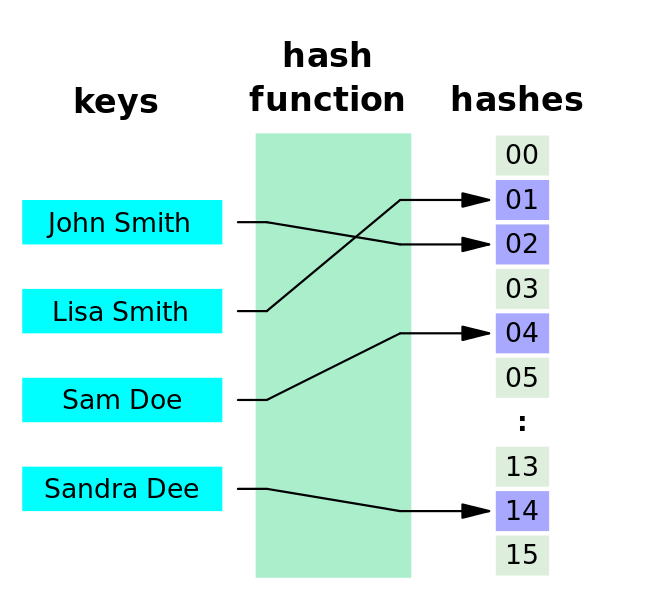 keys
hash
function
hashes
John Smith
Lisa Smith
Sam Doe
Sandra Dee
00
01
02
03
04
05
:
13
14
15